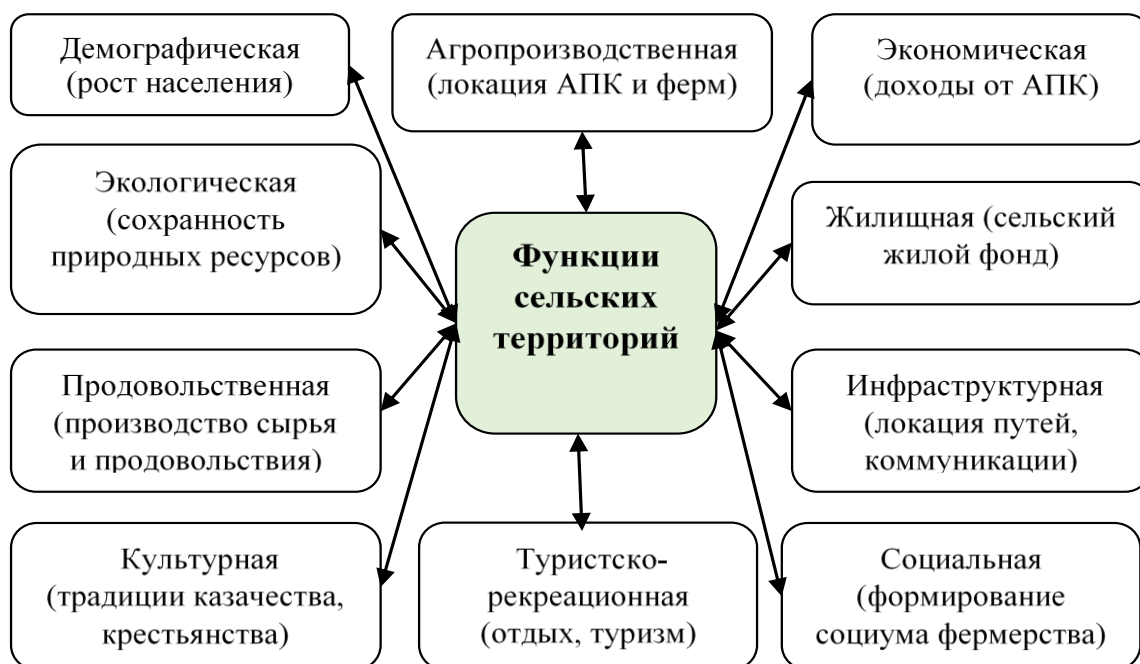 Демографическая
(рост населения)
Агропроизводственная
(локация АПК и ферм)
Экономическая
(доходы от АПК)
Экологическая
(сохранность
природных ресурсов)
Функции
сельских
территорий
Жилищная (сельский
жилой фонд)
Продовольственная
(производство сырья
и продовольствия)
Инфраструктурная
(локация путей,
коммуникации)
Культурная
(традиции казачества,
крестьянства)
Туристско-
рекреационная
(отдых, туризм)
Социальная
(формирование
социума фермерства)